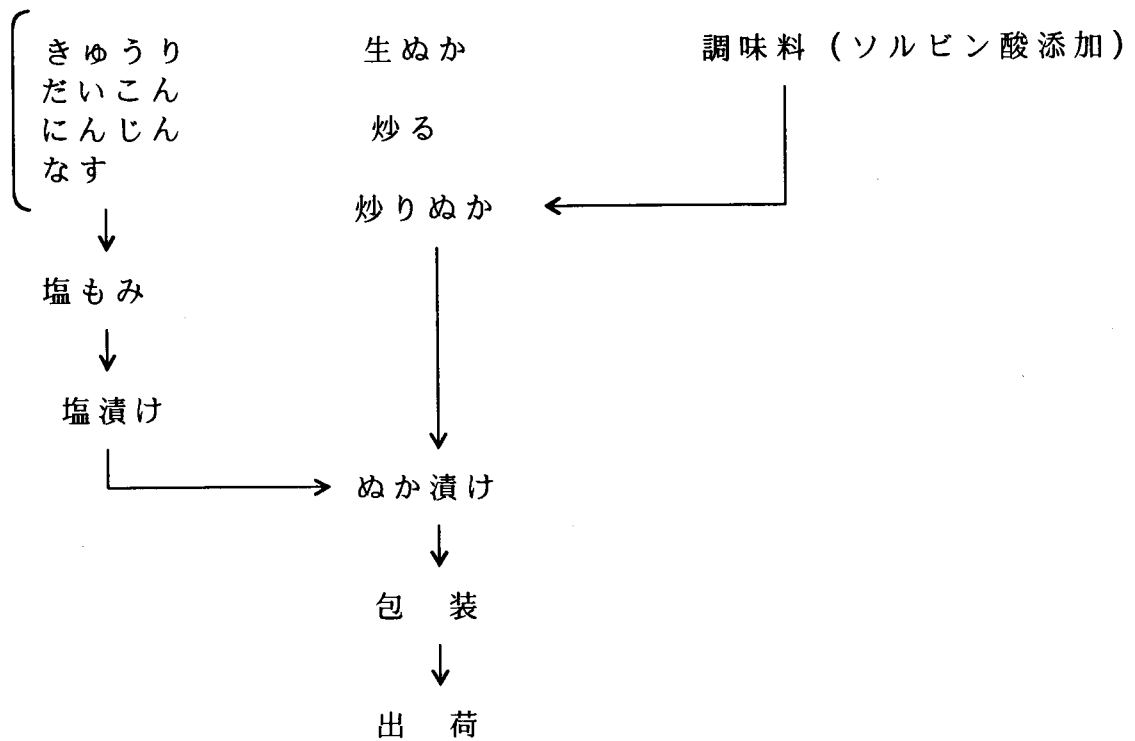 きゅうり
だいこん
にんじん
なす
塩もみ
塩漬け
生ぬか
炒る
炒りぬか
調味料（ソルビン酸添加）
ぬか漬け
包　装
出　荷